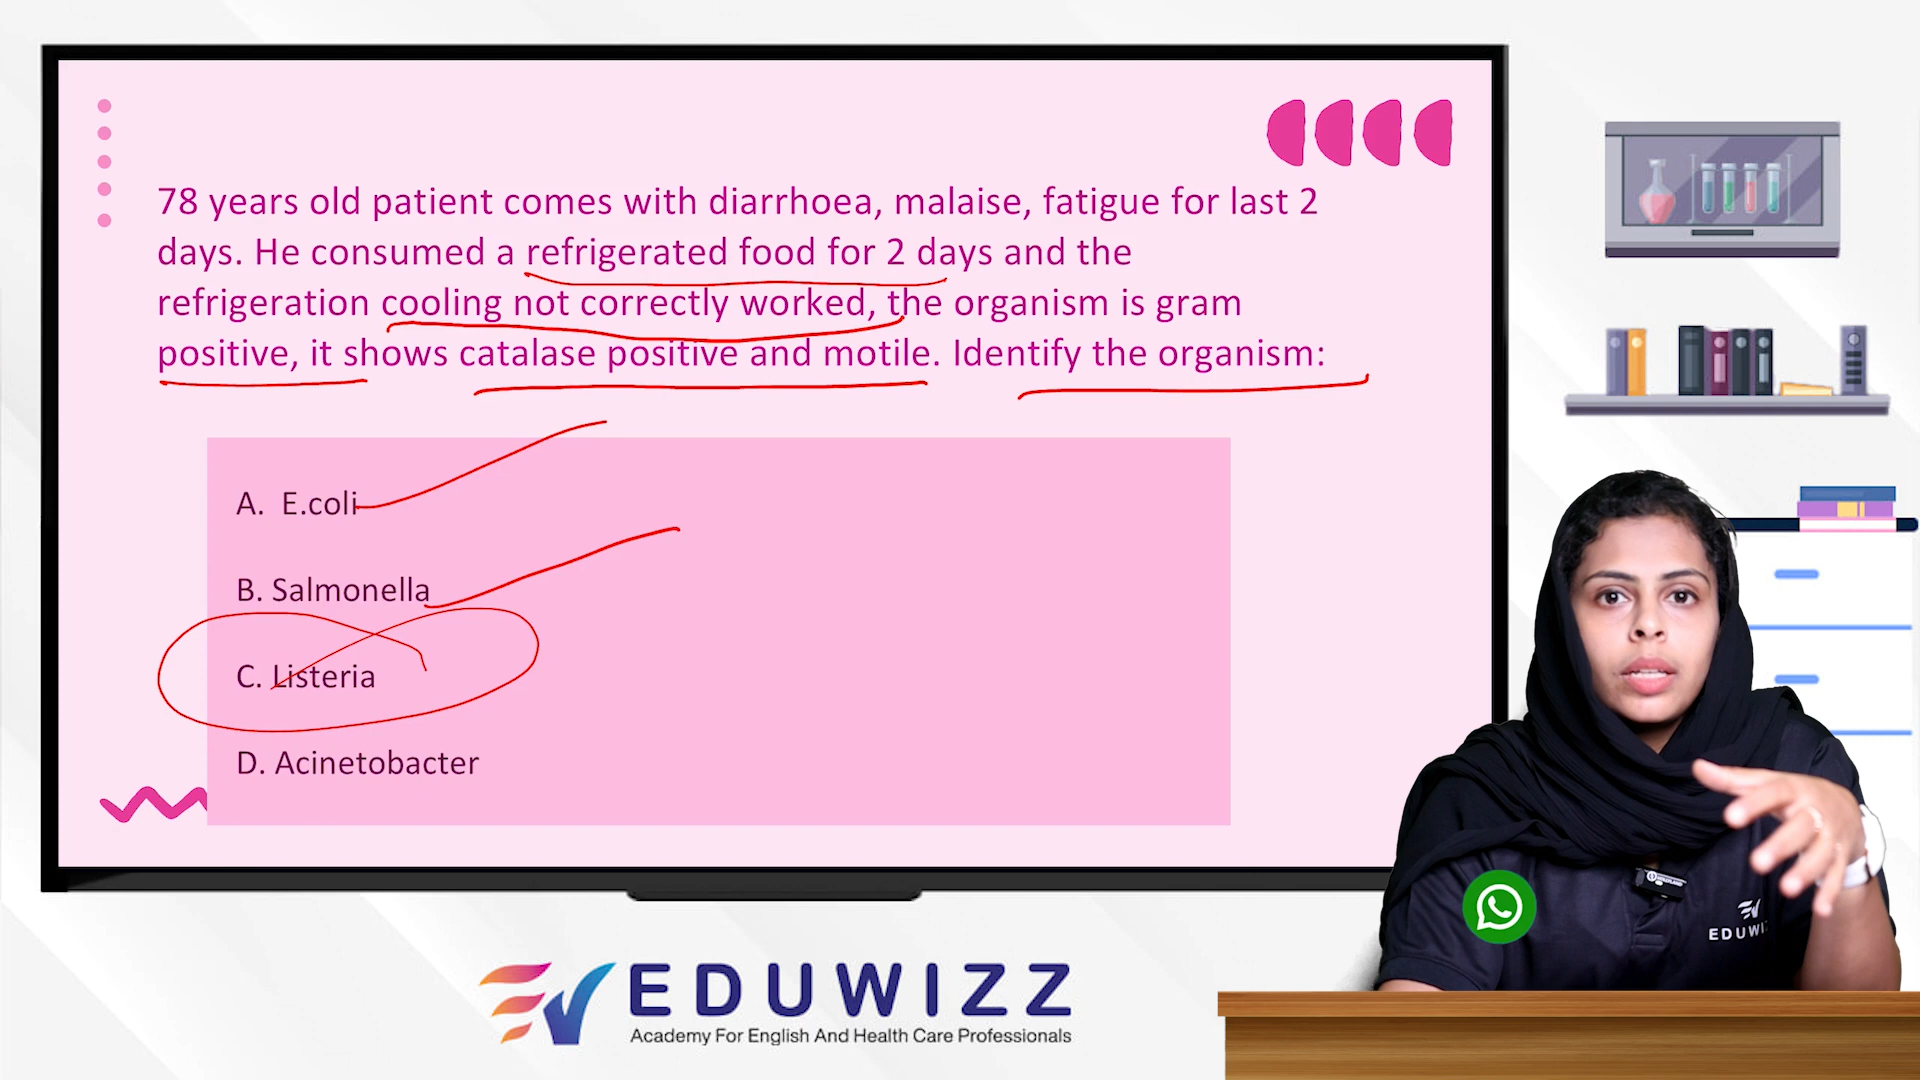 78 years old patient comes with diarrhoea, malaise, fatigue for last 2
days. He consumed a refrigerated food for 2 days and the
refrigeration cooling not correctly worked, the organism is gram
positive, it shows catalase positive and motile. Identify the organism:
A. E.coli
B. Salmonella
C. Listeria
D. Acinetobacter
EDUWIZZ
Academy For English And Health Care Professionals